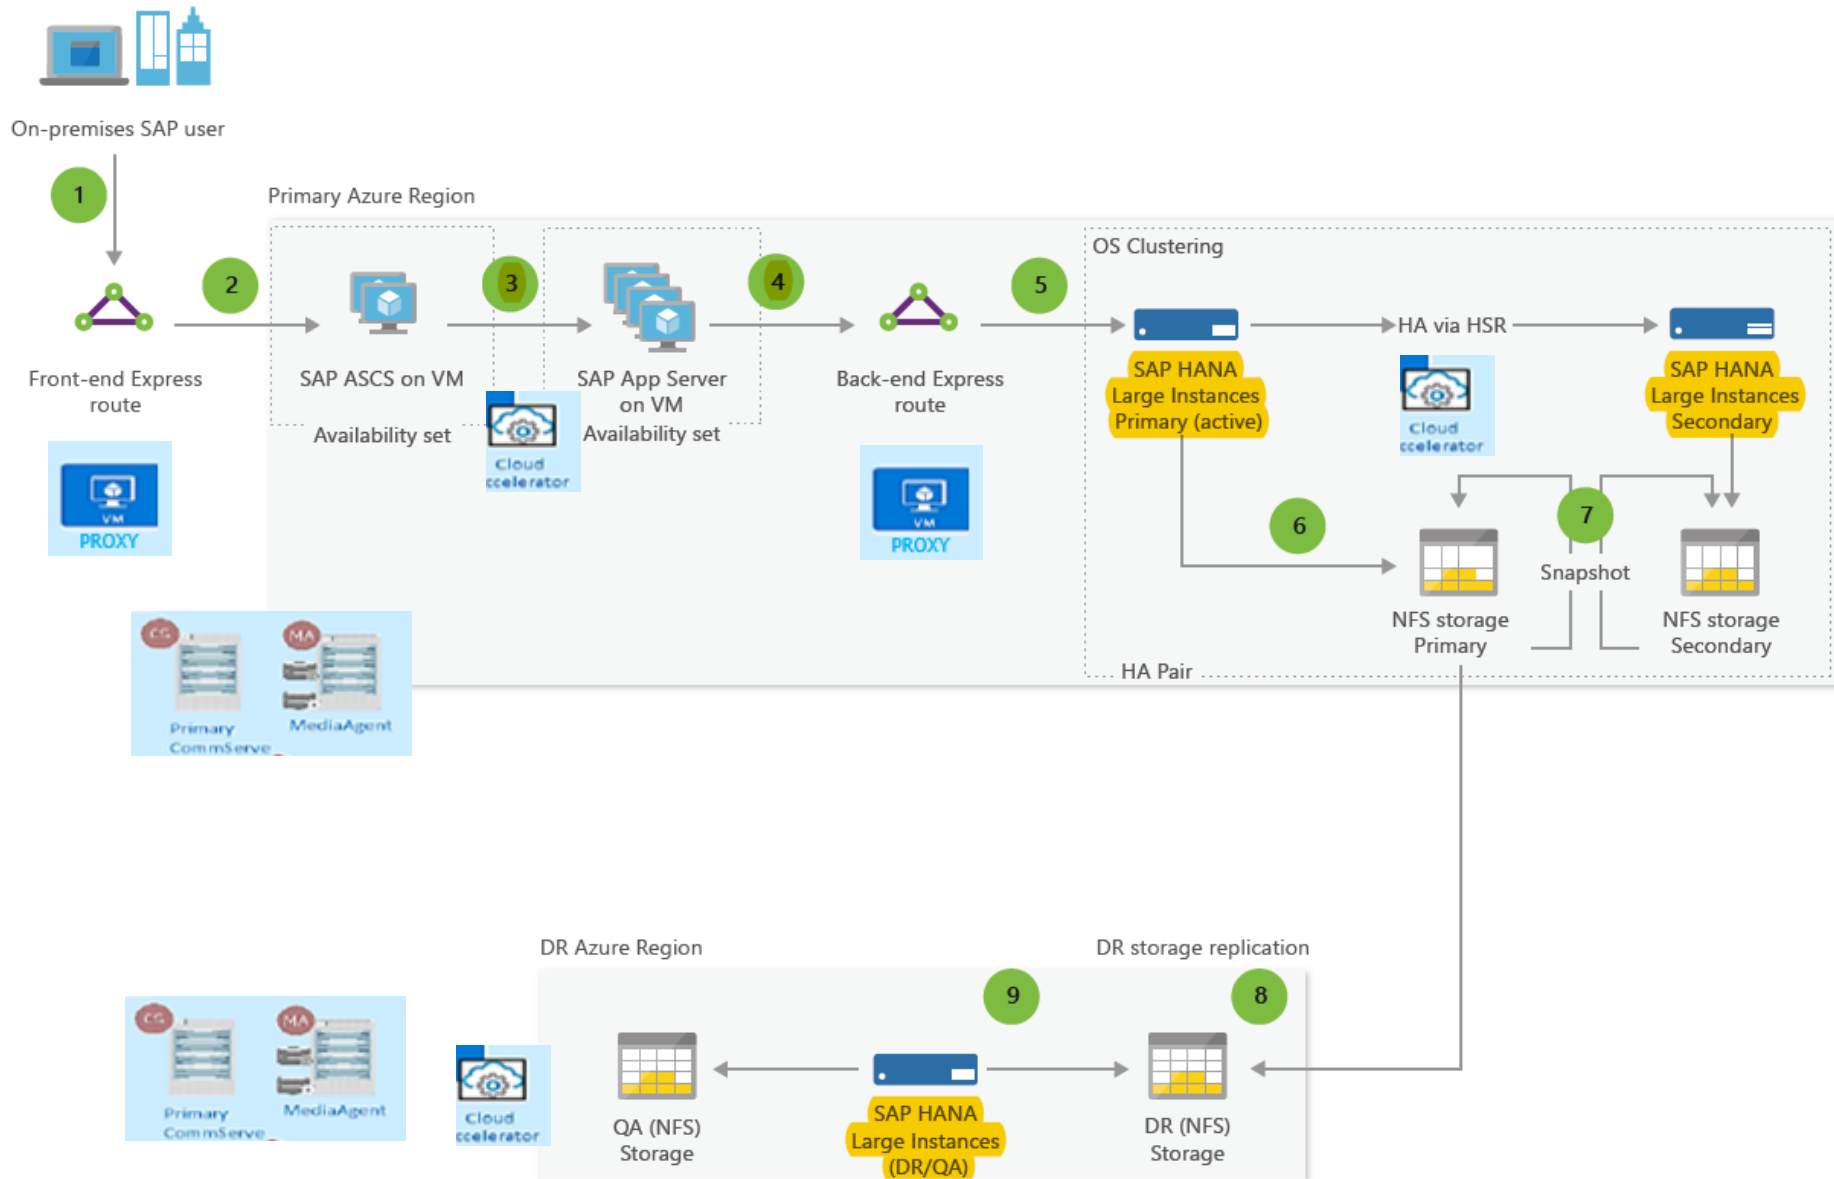 On-premises SAP user
1
Primary Azure Region
2
3
4
5
OS Clustering
HA via HSR
Front-end Express
route
SAP ASCS on VM
Availability set
SAP App Server
on VM
Availability set
Back-end Express
route
SAP HANA
Large Instances
Primary (active)
SAP HANA
Large Instances
Secondary
Cloud
ccelerator
Cloud
ccelerator
VM
PROXY
VM
PROXY
6
7
Snapshot
NFS storage
Primary
NFS storage
Secondary
HA Pair
CS
MA
Primary
CommServe
MediaAgent
DR Azure Region
DR storage replication
9
8
CS
MA
Primary
CommServe
MediaAgent
Cloud
ccelerator
QA (NFS)
Storage
SAP HANA
Large Instances
(DR/QA)
DR (NFS)
Storage